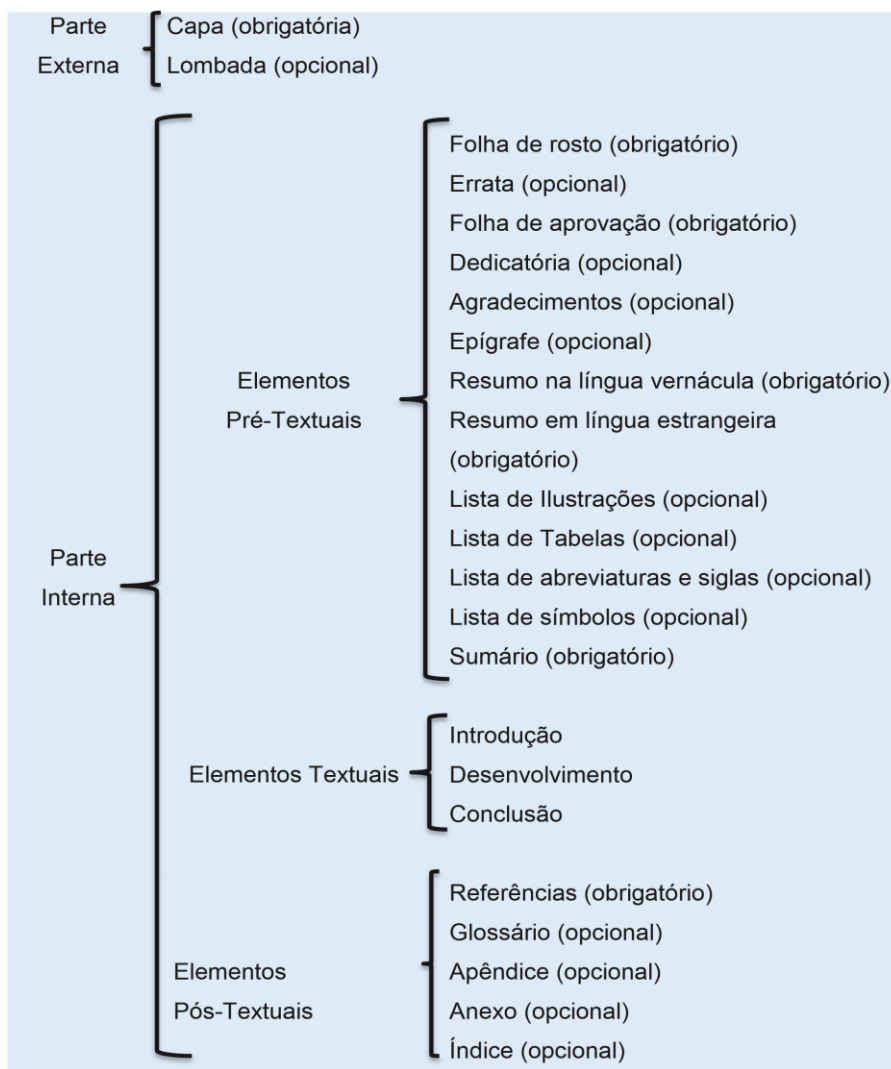 Parte
Externa
Capa (obrigatória)
Lombada (opcional)
Parte
Interna
Elementos
Pré-Textuais
Folha de rosto (obrigatório)
Errata (opcional)
Folha de aprovação (obrigatório)
Dedicatória (opcional)
Agradecimentos (opcional)
Epígrafe (opcional)
Resumo na língua vernácula (obrigatório)
Resumo em língua estrangeira
(obrigatório)
Lista de Ilustrações (opcional)
Lista de Tabelas (opcional)
Lista de abreviaturas e siglas (opcional)
Lista de símbolos (opcional)
Sumário (obrigatório)
Elementos Textuais
Introdução
Desenvolvimento
Conclusão
Elementos
Pós-Textuais
Referências (obrigatório)
Glossário (opcional)
Apêndice (opcional)
Anexo (opcional)
Índice (opcional)